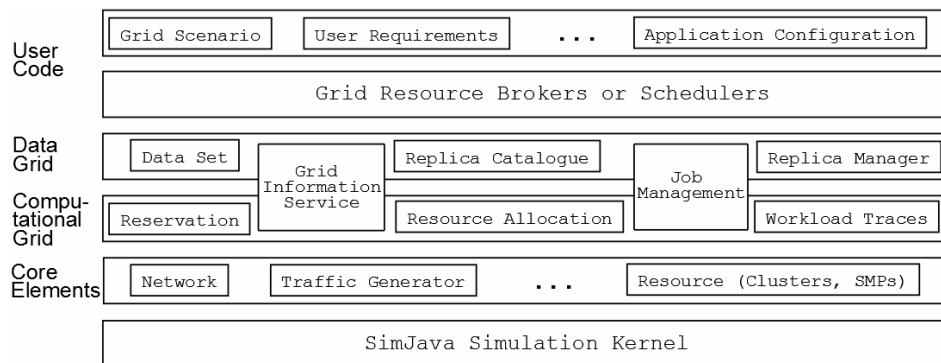 User
Code
Grid Scenario
User Requirements
...
Application Configuration
Grid Resource Brokers or Schedulers
Data
Grid
Data Set
Grid
Information
Service
Replica Catalogue
Job
Management
Replica Manager
Compu-
tational
Grid
Reservation
Resource Allocation
Workload Traces
Core
Elements
Network
Traffic Generator
...
Resource (Clusters, SMPs)
SimJava Simulation Kernel